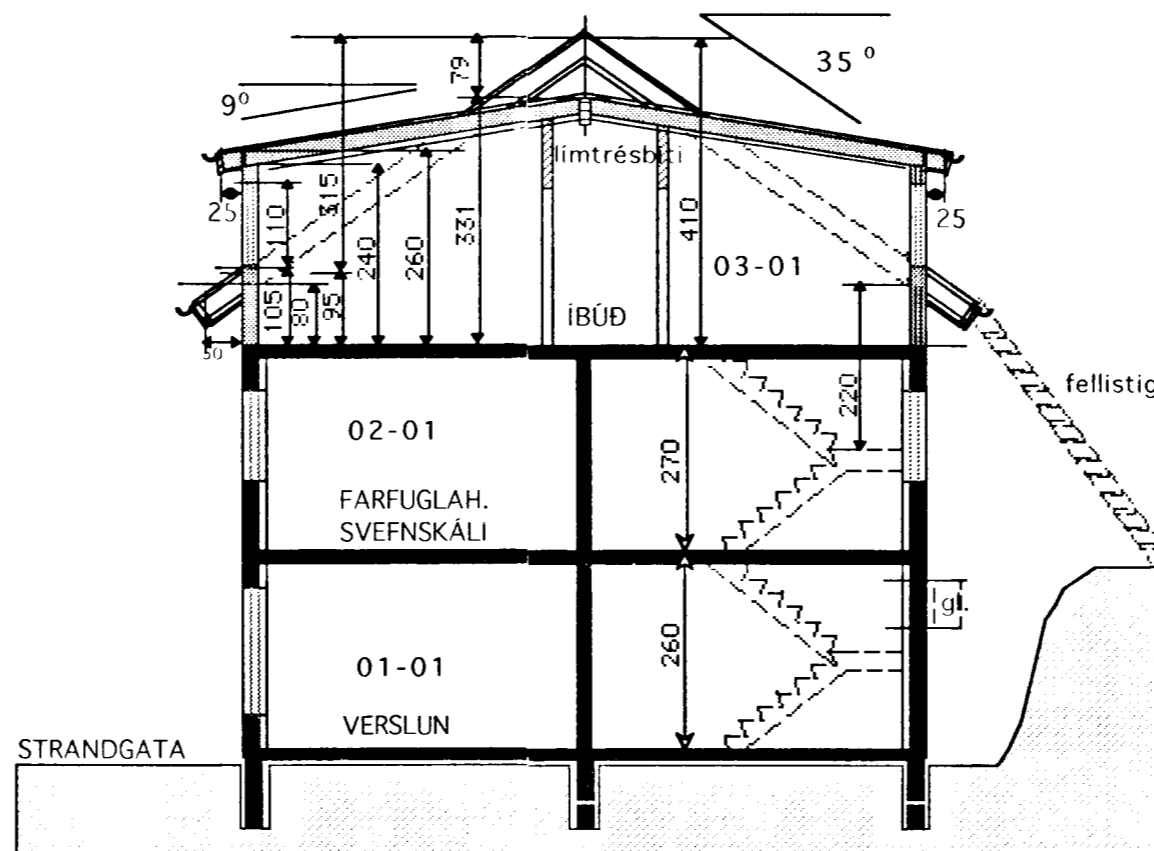 35 °
79
9°
límtrésbiti
25
110
315
240
260
331
410
25
03-01
105
80
95
ÍBÚÐ
50
220
fellistig
02-01
270
FARFUGLAH.
SVEFNSKÁLI
gl.
260
01-01
VERSLUN
STRANDGATA